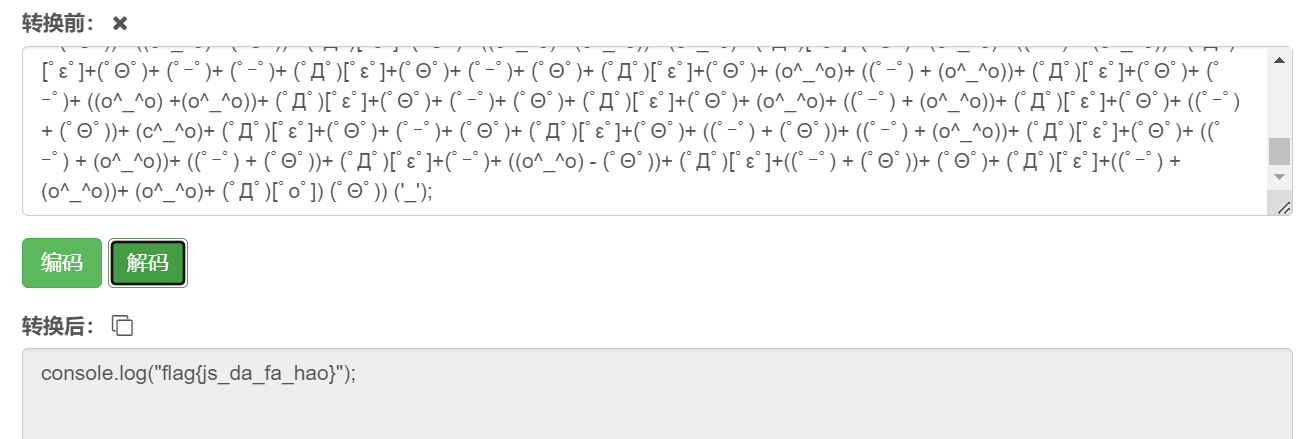 转换前： ✖
[ﾟεﾟ]+(ﾟΘﾟ)+ (ﾟｰﾟ)+ (ﾟｰﾟ)+ (ﾟДﾟ)[ﾟεﾟ]+(ﾟΘﾟ)+ (ﾟｰﾟ)+ (ﾟΘﾟ)+ (ﾟДﾟ)[ﾟεﾟ]+(ﾟΘﾟ)+ (o^_^o)+ ((ﾟｰﾟ) + (o^_^o))+ (ﾟДﾟ)[ﾟεﾟ]+(ﾟΘﾟ)+ (ﾟ
ｰﾟ)+ ((o^_^o) +(o^_^o))+ (ﾟДﾟ)[ﾟεﾟ]+(ﾟΘﾟ)+ (ﾟｰﾟ)+ (ﾟΘﾟ)+ (ﾟДﾟ)[ﾟεﾟ]+(ﾟΘﾟ)+ (o^_^o)+ ((ﾟｰﾟ) + (o^_^o))+ (ﾟДﾟ)[ﾟεﾟ]+(ﾟΘﾟ)+ ((ﾟｰﾟ)
+ (ﾟΘﾟ))+ (c^_^o)+ (ﾟДﾟ)[ﾟεﾟ]+(ﾟΘﾟ)+ (ﾟｰﾟ)+ (ﾟΘﾟ)+ (ﾟДﾟ)[ﾟεﾟ]+(ﾟΘﾟ)+ ((ﾟｰﾟ) + (ﾟΘﾟ))+ ((ﾟｰﾟ) + (o^_^o))+ (ﾟДﾟ)[ﾟεﾟ]+(ﾟΘﾟ)+ ((ﾟ
ｰﾟ) + (o^_^o))+ ((ﾟｰﾟ) + (ﾟΘﾟ))+ (ﾟДﾟ)[ﾟεﾟ]+(ﾟｰﾟ)+ ((o^_^o) - (ﾟΘﾟ))+ (ﾟДﾟ)[ﾟεﾟ]+((ﾟｰﾟ) + (ﾟΘﾟ))+ (ﾟΘﾟ)+ (ﾟДﾟ)[ﾟεﾟ]+((ﾟｰﾟ) +
(o^_^o))+ (o^_^o)+ (ﾟДﾟ)[ﾟoﾟ]) (ﾟΘﾟ)) ('_');
编码 解码
转换后：
console.log("flag{js_da_fa_hao}");